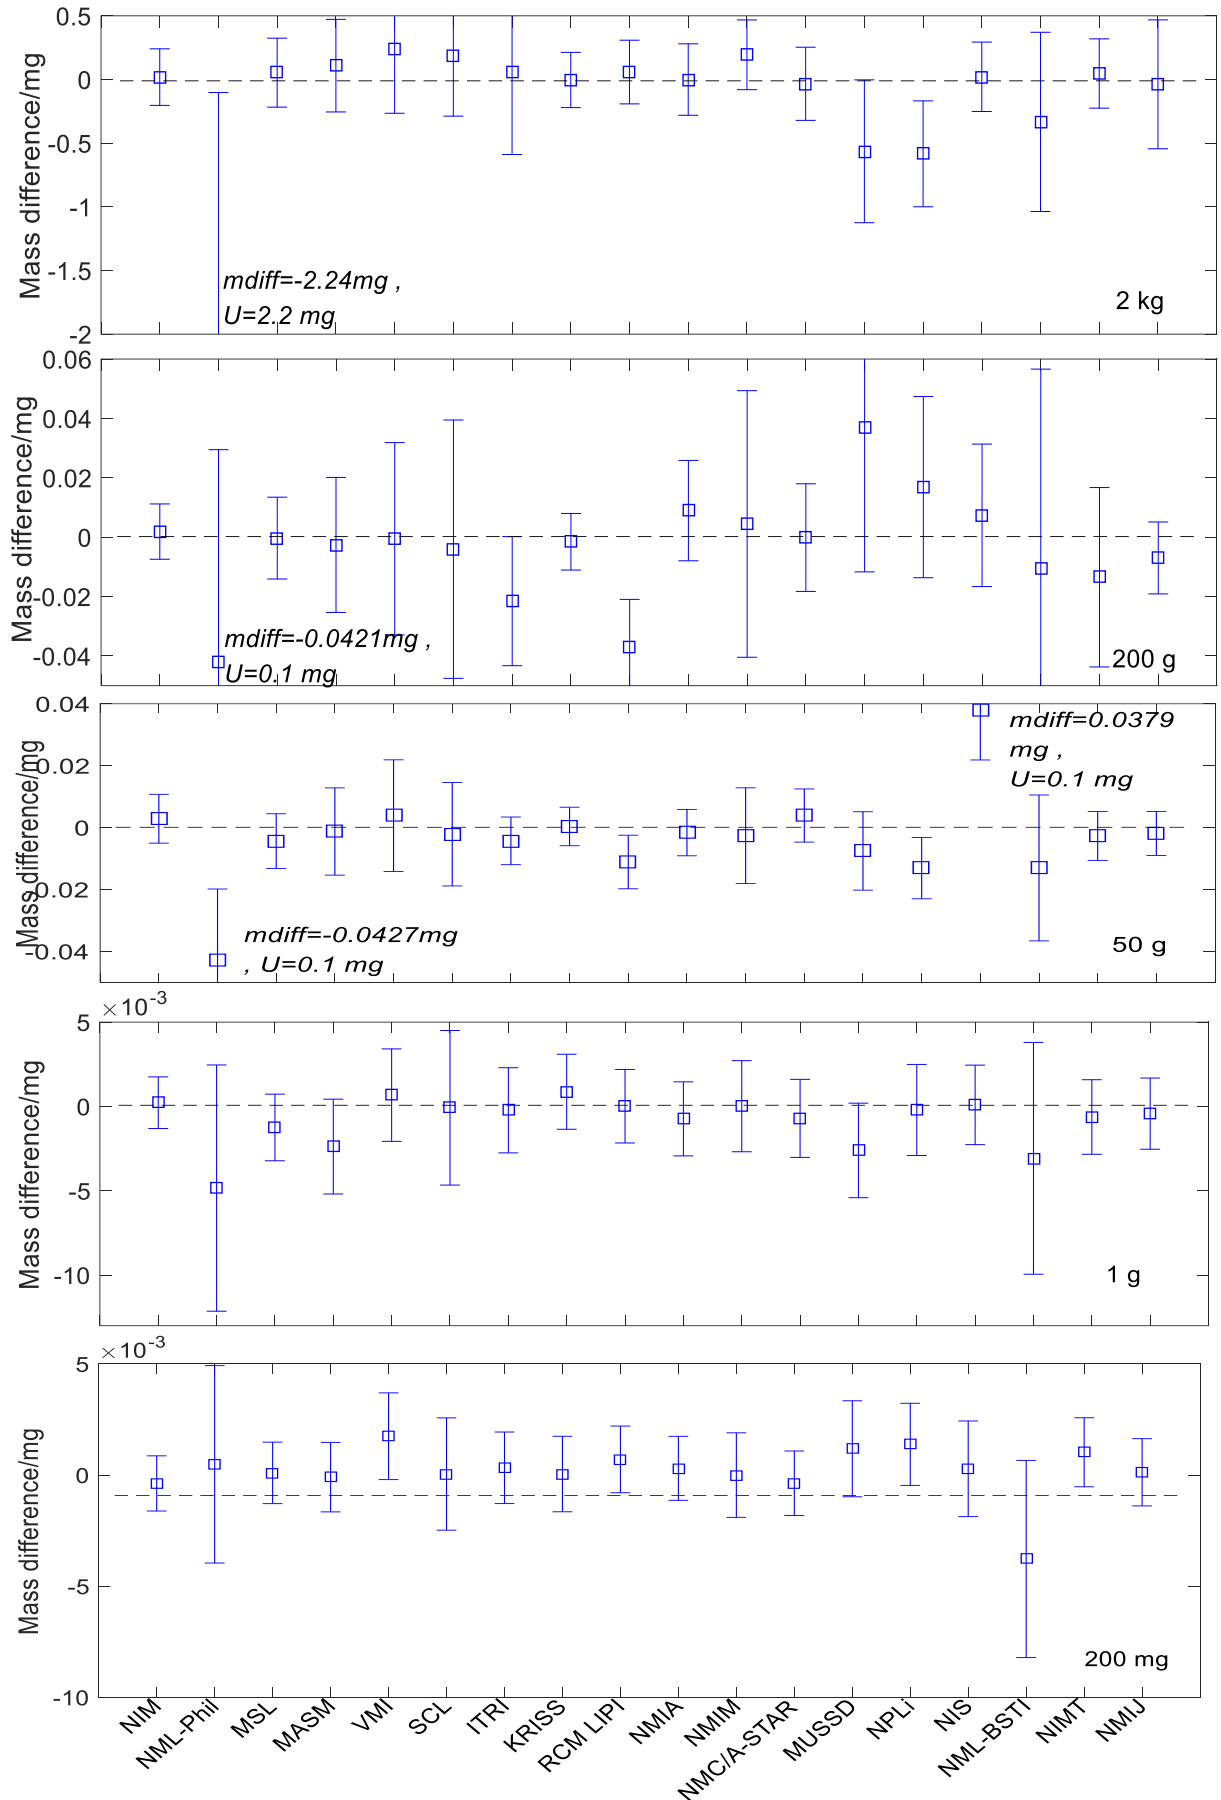 0.5
0
-0.5
-1
-1.5
-2
Mass difference/mg
mdiff=-2.24mg ,
U=2.2 mg
2 kg
0.06
0.04
0.02
0
-0.02
-0.04
Mass difference/mg
mdiff=-0.0421mg ,
U=0.1 mg
200 g
0.04
0.02
0
-0.02
-0.04
Mass difference/mg
mdiff=0.0379
mg ,
U=0.1 mg
mdiff=-0.0427mg
, U=0.1 mg
50 g
×10-3
5
0
-5
-10
Mass difference/mg
1 g
×10-3
5
0
-5
-10
Mass difference/mg
200 mg
NIM
NML-Phil
MSL
MASM
VMI
SCL
ITRI
KRISS
RCM LIPI
NMIA
NMIM
NMC/A-STAR
MUSSD
NPLi
NIS
NML-BSTI
NIMT
NMIJ